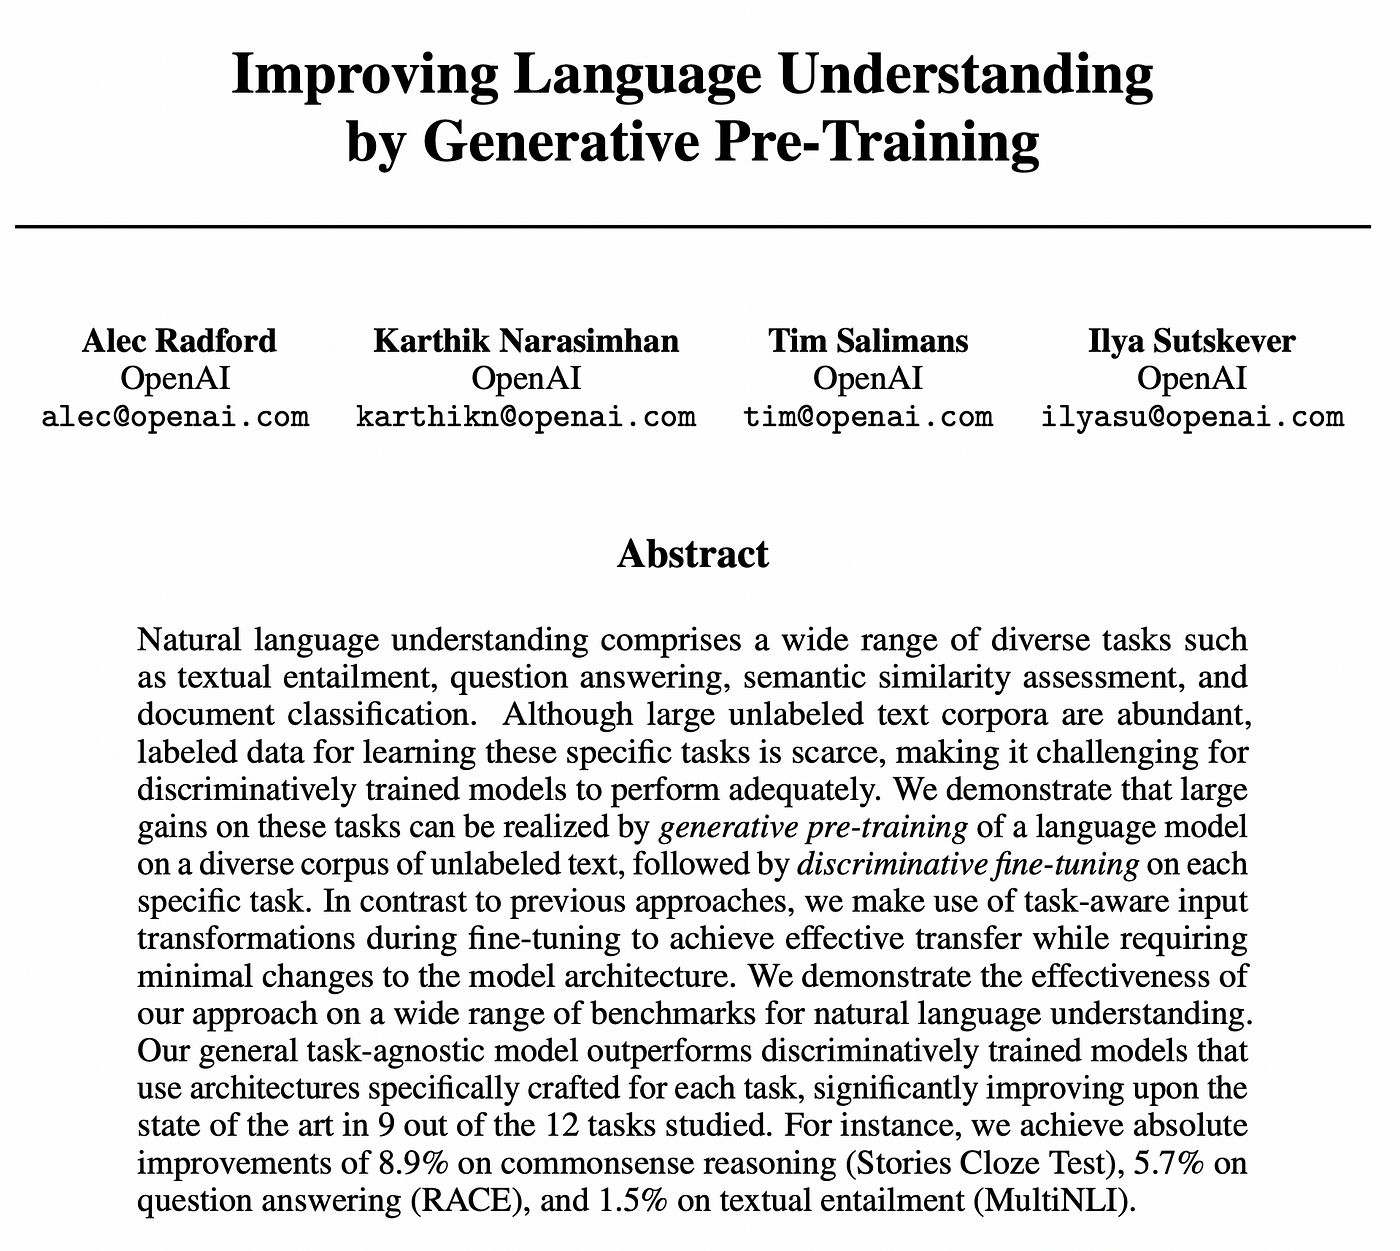 Improving Language Understanding
by Generative Pre-Training
Alec Radford
OpenAI
alec@openai.com
Karthik Narasimhan
OpenAI
karthikn@openai.com
Tim Salimans
OpenAI
tim@openai.com
Ilya Sutskever
OpenAI
ilyasu@openai.com
Abstract
Natural language understanding comprises a wide range of diverse tasks such
as textual entailment, question answering, semantic similarity assessment, and
document classification. Although large unlabeled text corpora are abundant,
labeled data for learning these specific tasks is scarce, making it challenging for
discriminatively trained models to perform adequately. We demonstrate that large
gains on these tasks can be realized by generative pre-training of a language model
on a diverse corpus of unlabeled text, followed by discriminative fine-tuning on each
specific task. In contrast to previous approaches, we make use of task-aware input
transformations during fine-tuning to achieve effective transfer while requiring
minimal changes to the model architecture. We demonstrate the effectiveness of
our approach on a wide range of benchmarks for natural language understanding.
Our general task-agnostic model outperforms discriminatively trained models that
use architectures specifically crafted for each task, significantly improving upon the
state of the art in 9 out of the 12 tasks studied. For instance, we achieve absolute
improvements of 8.9% on commonsense reasoning (Stories Cloze Test), 5.7% on
question answering (RACE), and 1.5% on textual entailment (MultiNLI).